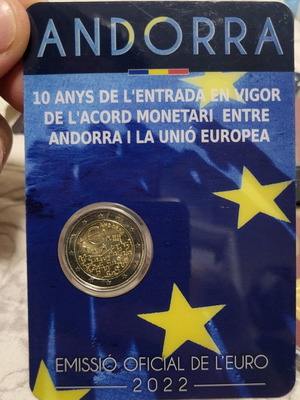 ANDORRA
10 ANYS DE L'ENTRADA EN VIGOR
DE L'ACORD MONETARI ENTRE
ANDORRA I LA UNIÓ EUROPEA
EMISSIÓ OFICIAL DE L'EURO
2022